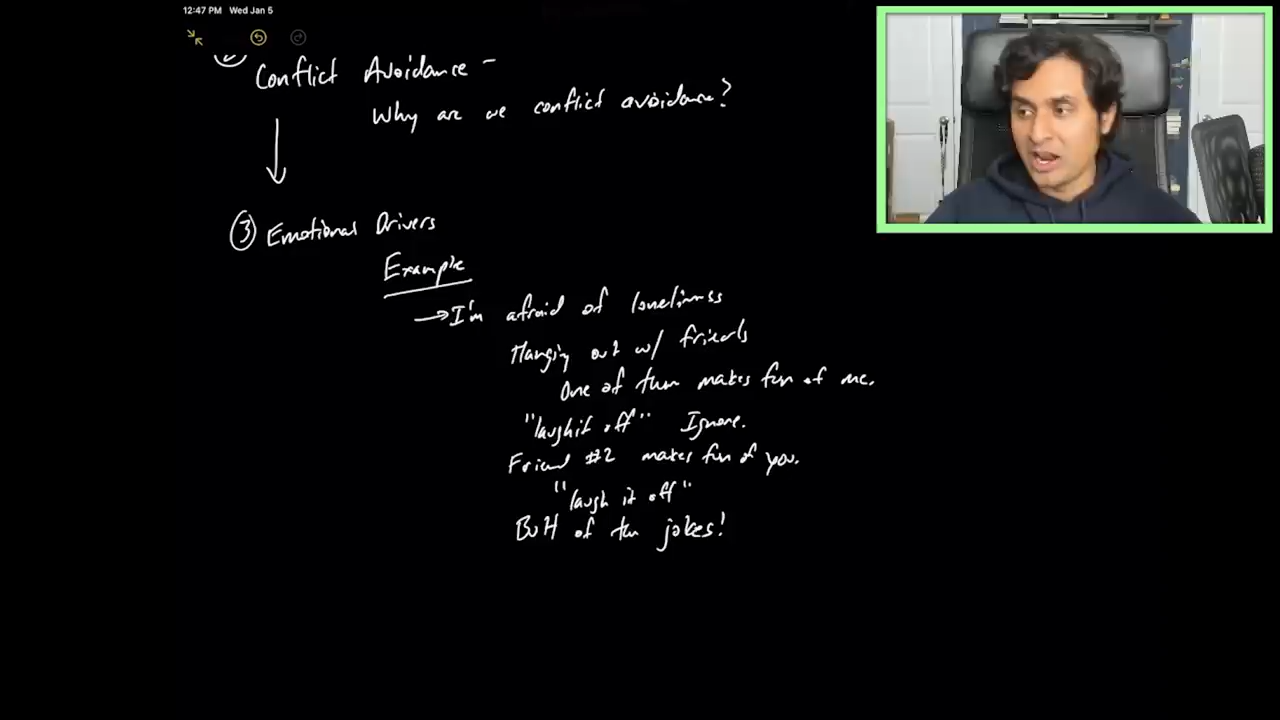 12:47 PM Wed Jan 5
Conflict Avoidance -
Why are we conflict avoidance?
③ Emotional Drivers
Example
→ I'm afraid of loneliness
Hanging out w/ friends
One of them makes fun of me.
"laugh it off" Ignore.
Friend #2 makes fun of you.
"laugh it off"
Butt of the jokes!